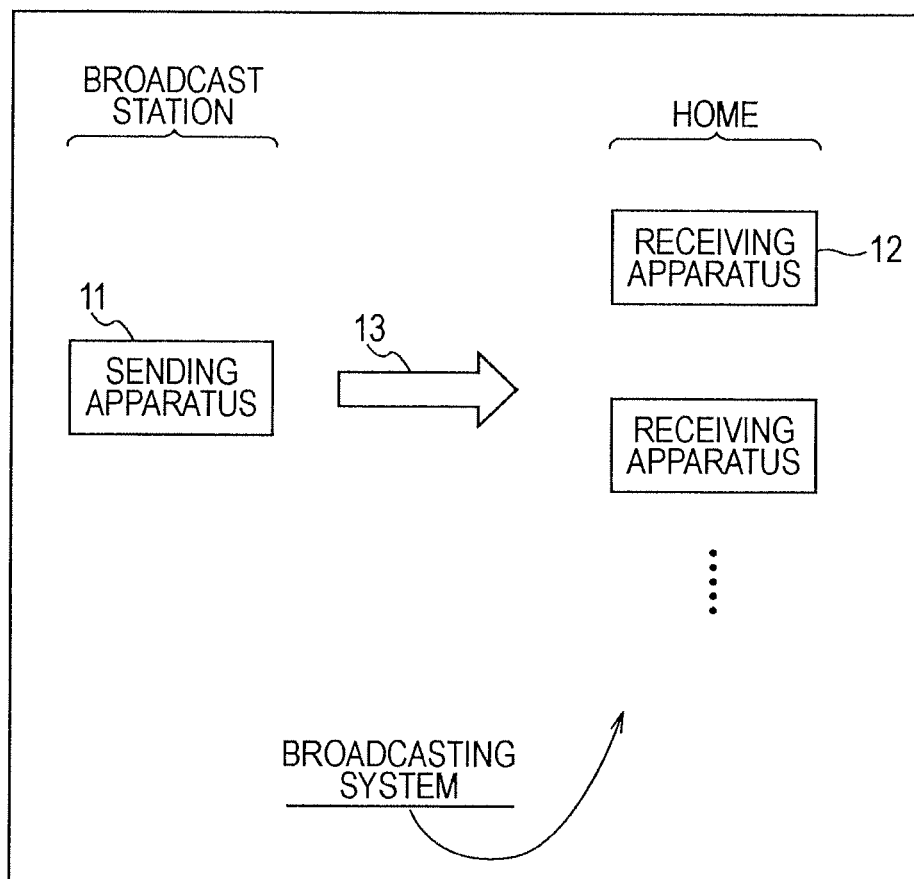 BROADCAST
STATION
HOME
RECEIVING
APPARATUS
12
11
SENDING
APPARATUS
13
RECEIVING
APPARATUS
BROADCASTING
SYSTEM